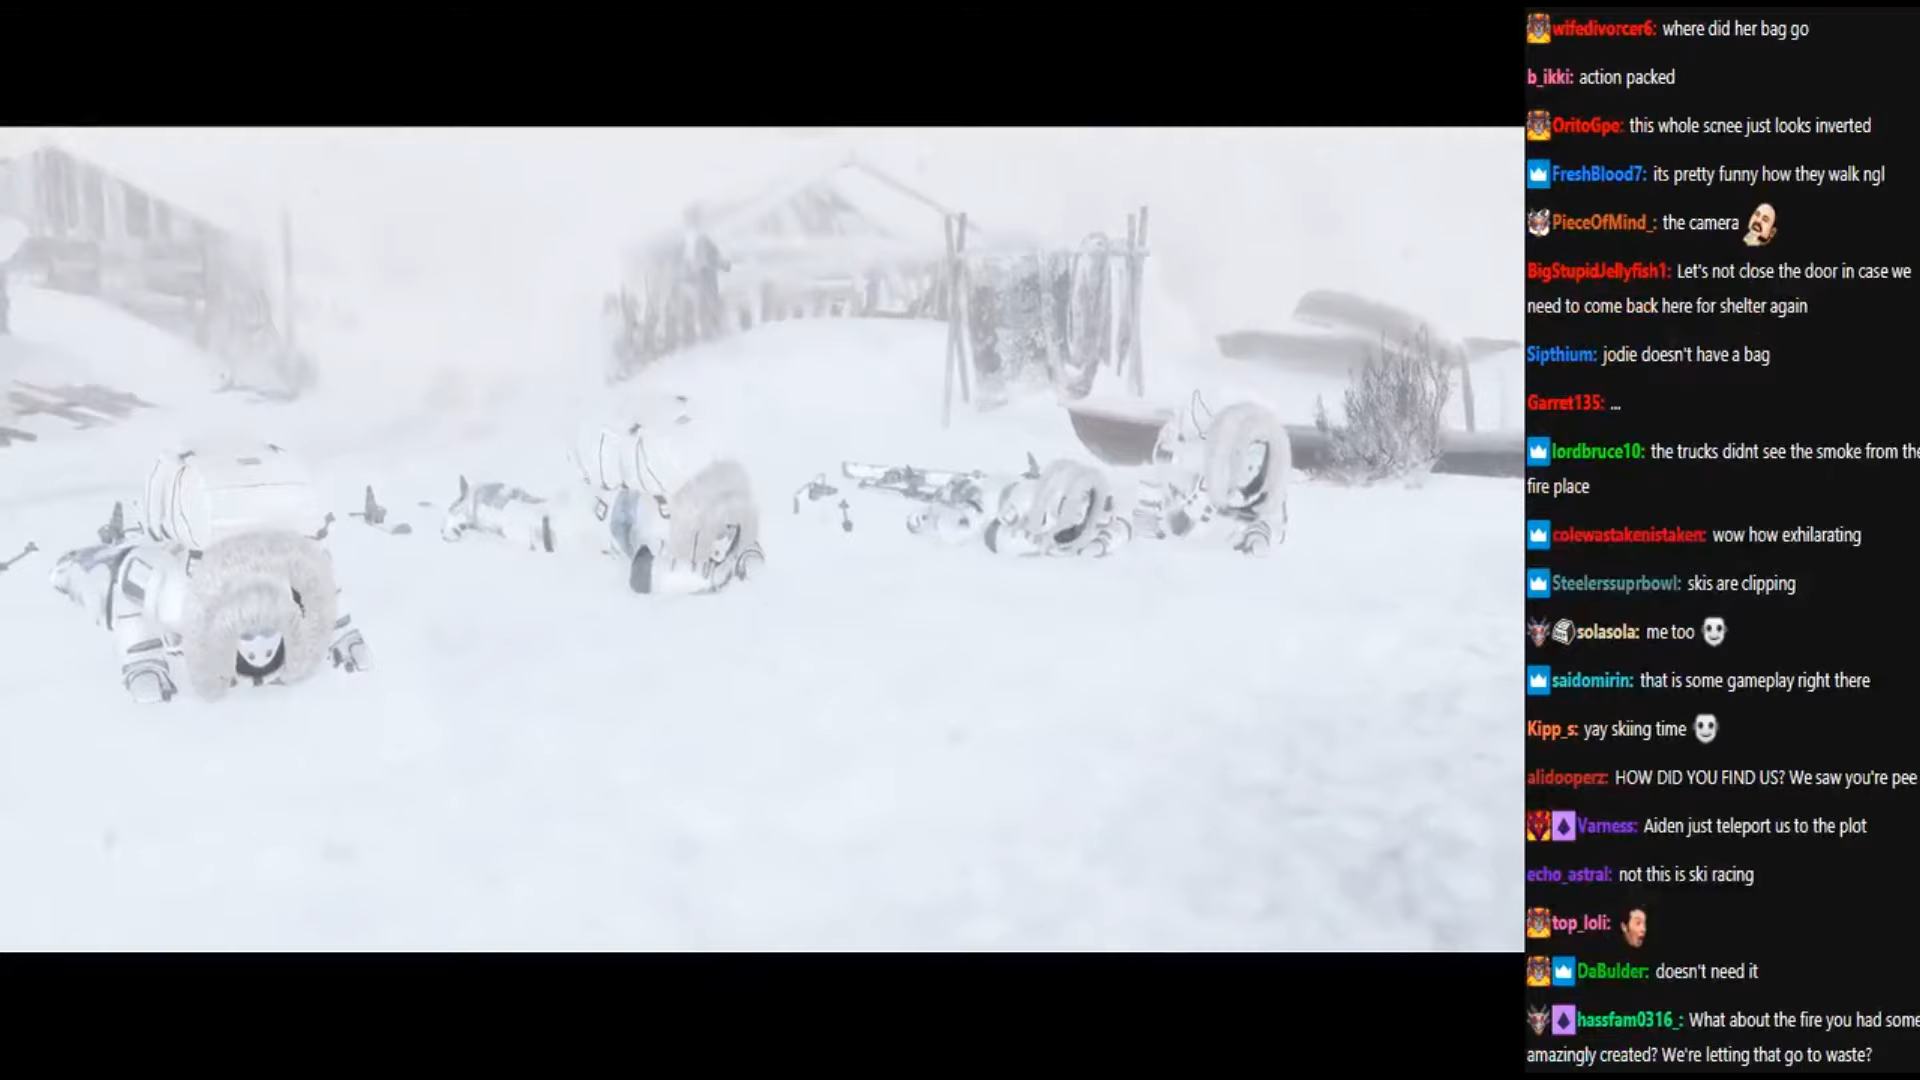 wifedivorcer6: where did her bag go
b_ikki: action packed
OritoGpe: this whole scnee just looks inverted
FreshBlood7: its pretty funny how they walk ngl
PieceOfMind_: the camera
BigStupidJellyfish1: Let's not close the door in case we
need to come back here for shelter again
Sipthium: jodie doesn't have a bag
Garret135: ...
lordbruce10: the trucks didnt see the smoke from the
fire place
colewastakenistaken: wow how exhilarating
Steelerssuprbowl: skis are clipping
solasola: me too
saidomirin: that is some gameplay right there
Kipp_s: yay skiing time
alidooperz: HOW DID YOU FIND US? We saw you're pee
Varness: Aiden just teleport us to the plot
echo_astral: not this is ski racing
top_loli:
DaBulder: doesn't need it
hassfam0316_: What about the fire you had some
amazingly created? We're letting that go to waste?